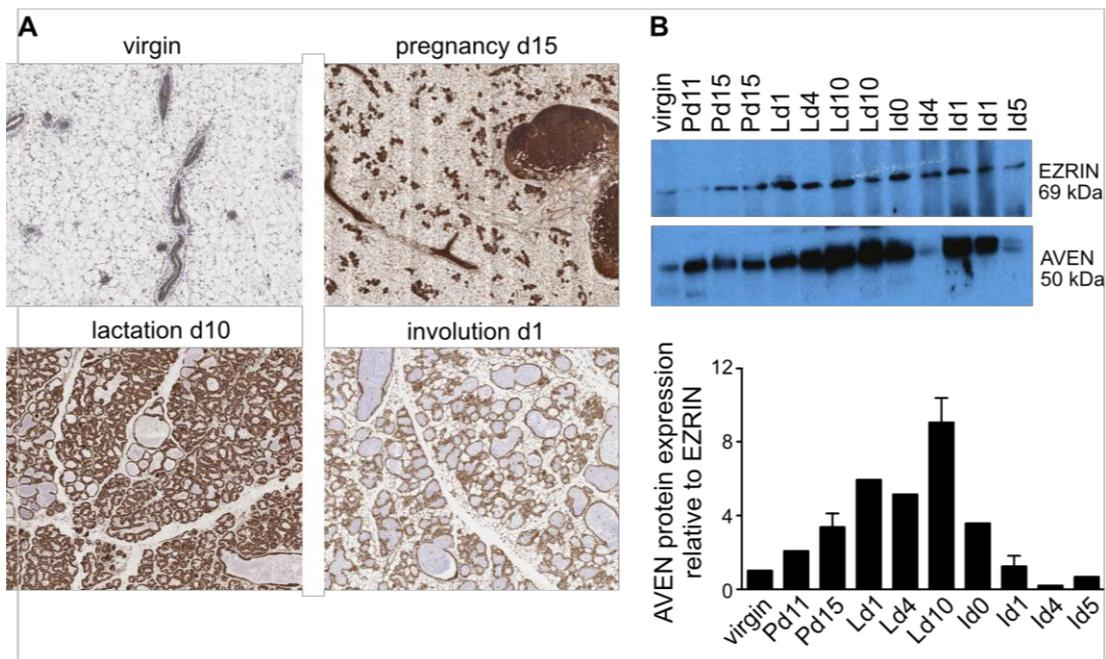 A
virgin
pregnancy d15
lactation d10
involution d1
B
virgin
Pd11
Pd15
Pd15
Ld1
Ld4
Ld10
Ld10
Id0
Id4
Id1
Id1
Id5
EZRIN
69 kDa
AVEN
50 kDa
AVEN protein expression
relative to EZRIN
12
8
4
0
virgin
Pd11
Pd15
Ld1
Ld4
Ld10
Id0
Id1
Id4
Id5